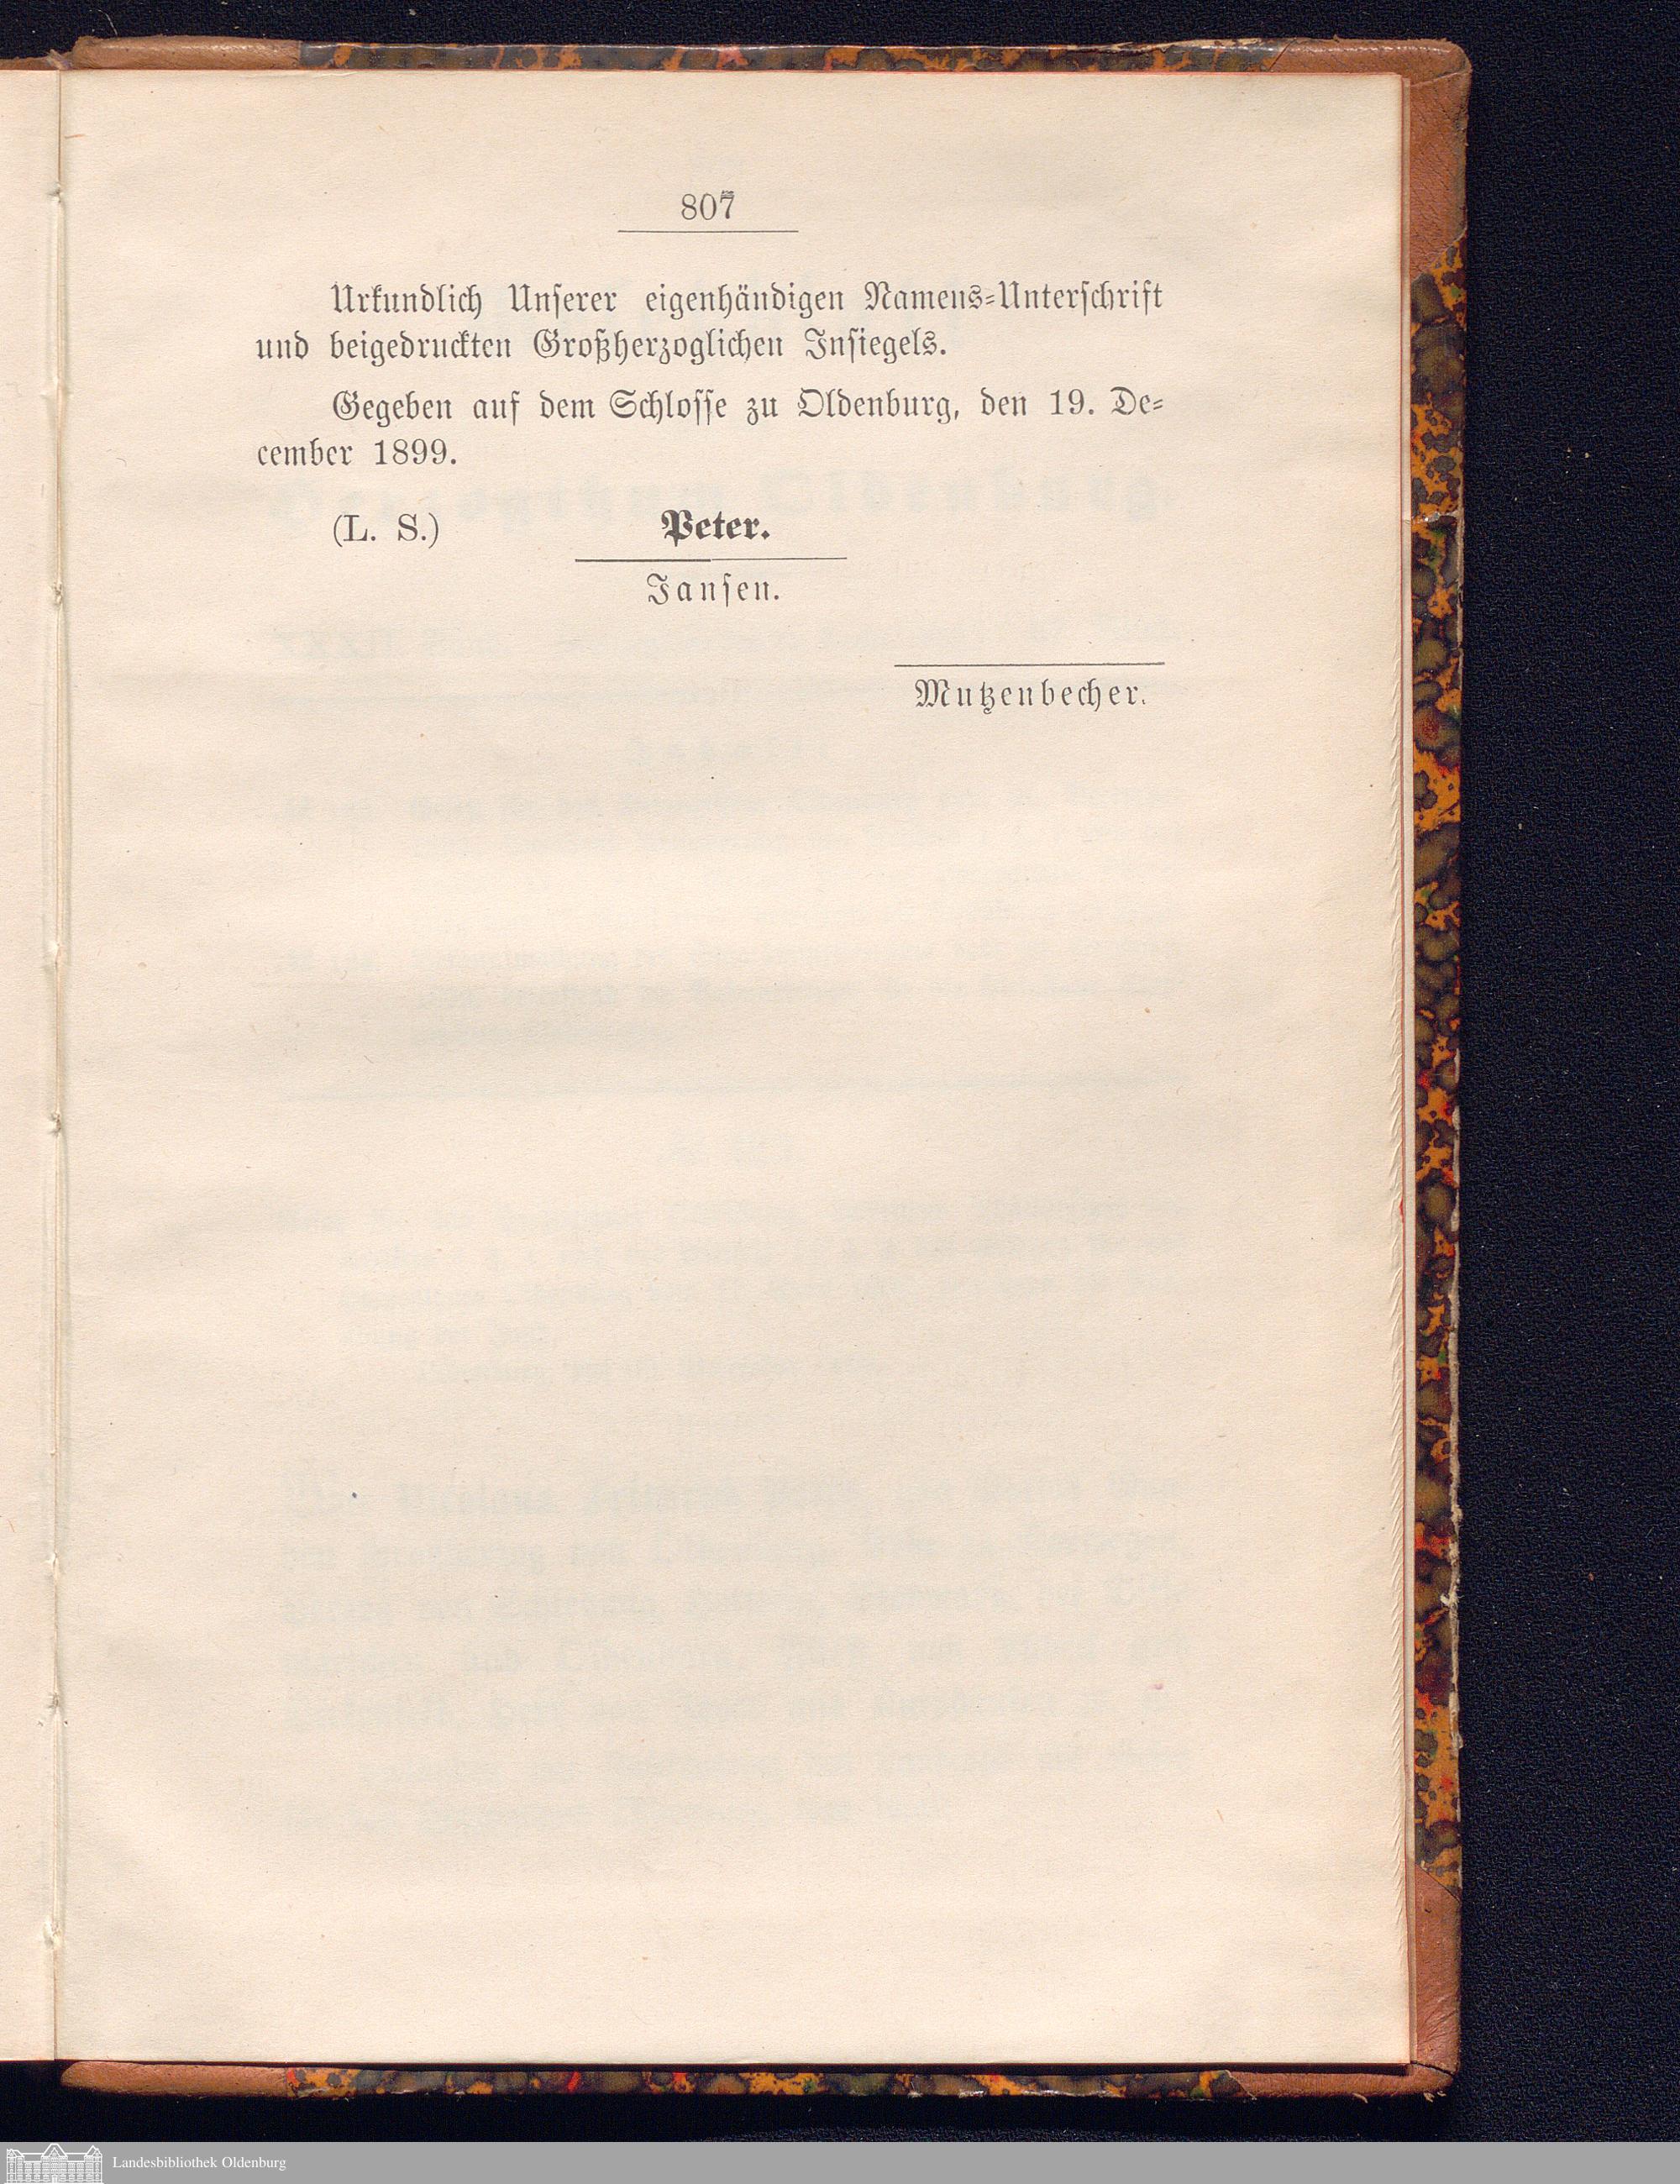 807
Urkundlich Unserer eigenhändigen Namens-Unterschrift
und beigedruckten Großherzoglichen Insiegels.
Gegeben auf dem Schlosse zu Oldenburg, den 19. De-
cember 1899.
(L. S.) Peter.
Jansen.
Mutzenbecher.
Landesbibliothek Oldenburg